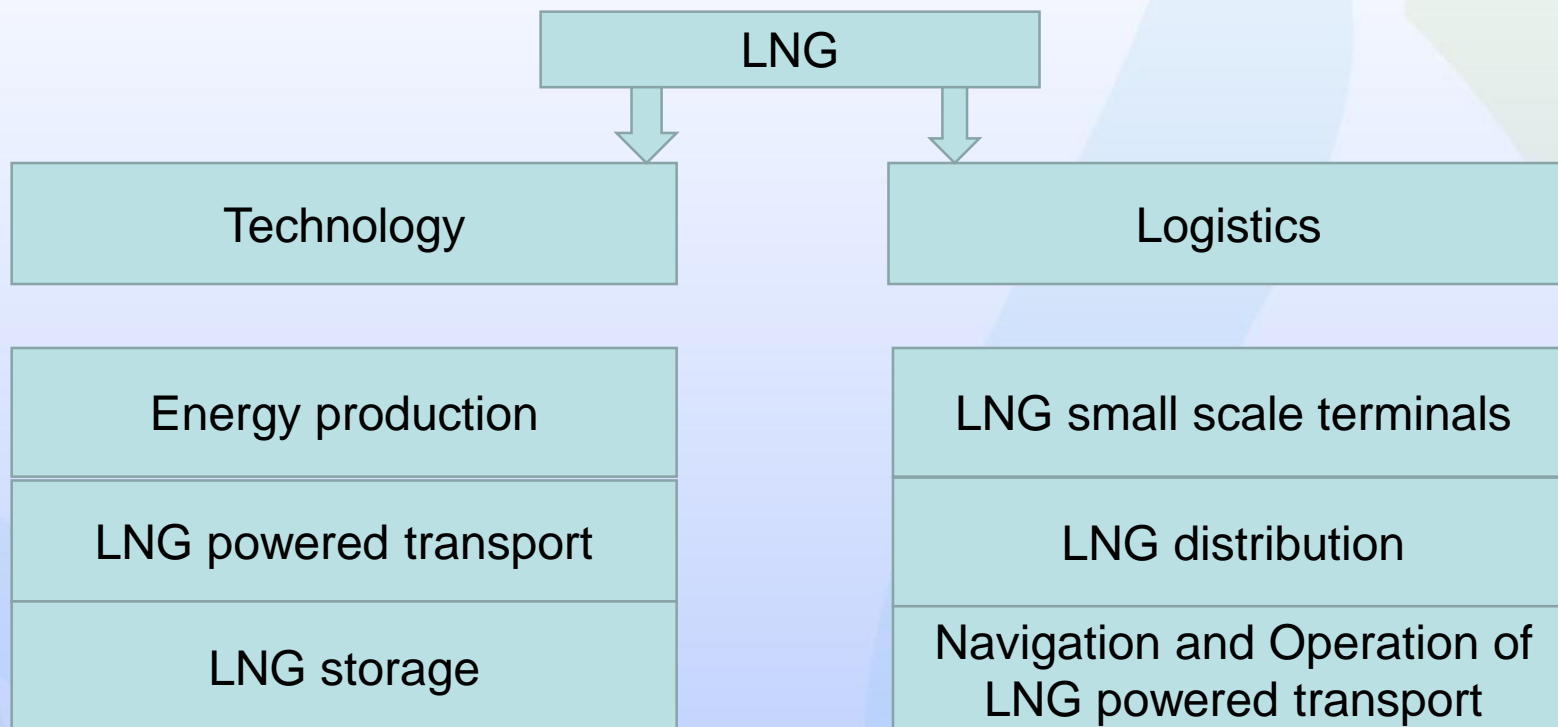 LNG
Technology
Logistics
Energy production
LNG powered transport
LNG storage
LNG small scale terminals
LNG distribution
Navigation and Operation of
LNG powered transport